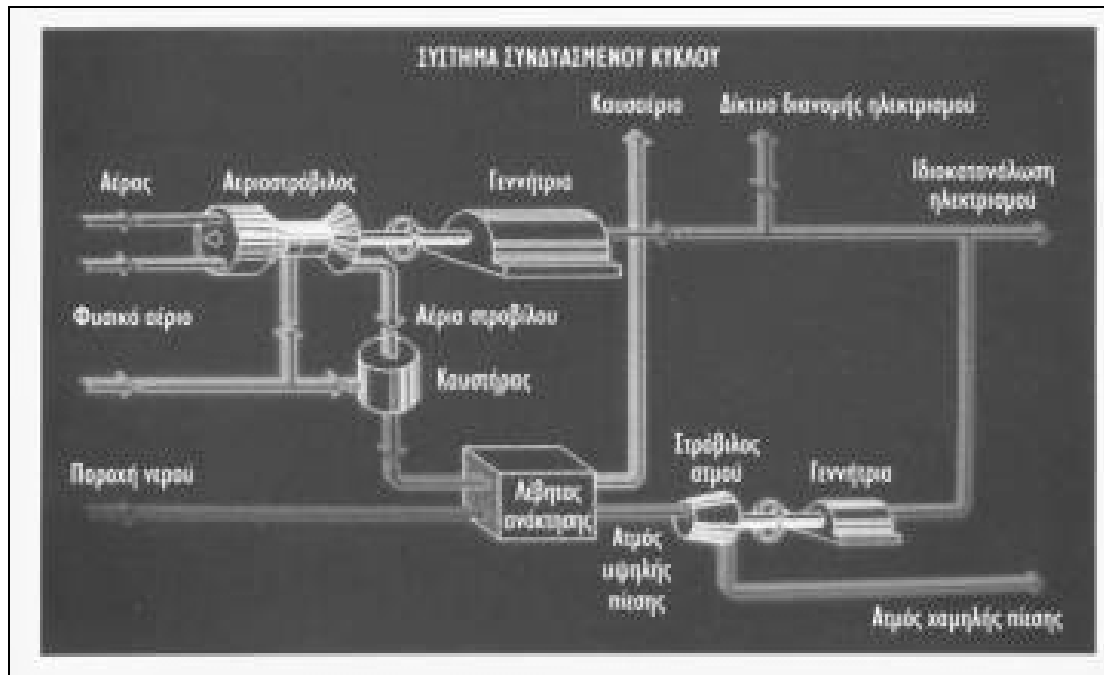 ΣΥΣΤΗΜΑ ΣΥΝΔΥΑΣΜΕΝΟΥ ΚΥΚΛΟΥ
Καυσαέριο
Δίκτυο διανομής ηλεκτρισμού
Αέρας
Αεριοστρόβιλος
Γεννήτρια
Ιδιοκατανάλωση
ηλεκτρισμού
Φυσικό αέριο
Αέρια στροβίλου
Καυστήρας
Παροχή νερού
Στρόβιλος
ατμού
Γεννήτρια
Λέβητας
ανάκτησης
Ατμός
υψηλής
πίεσης
Ατμός χαμηλής πίεσης